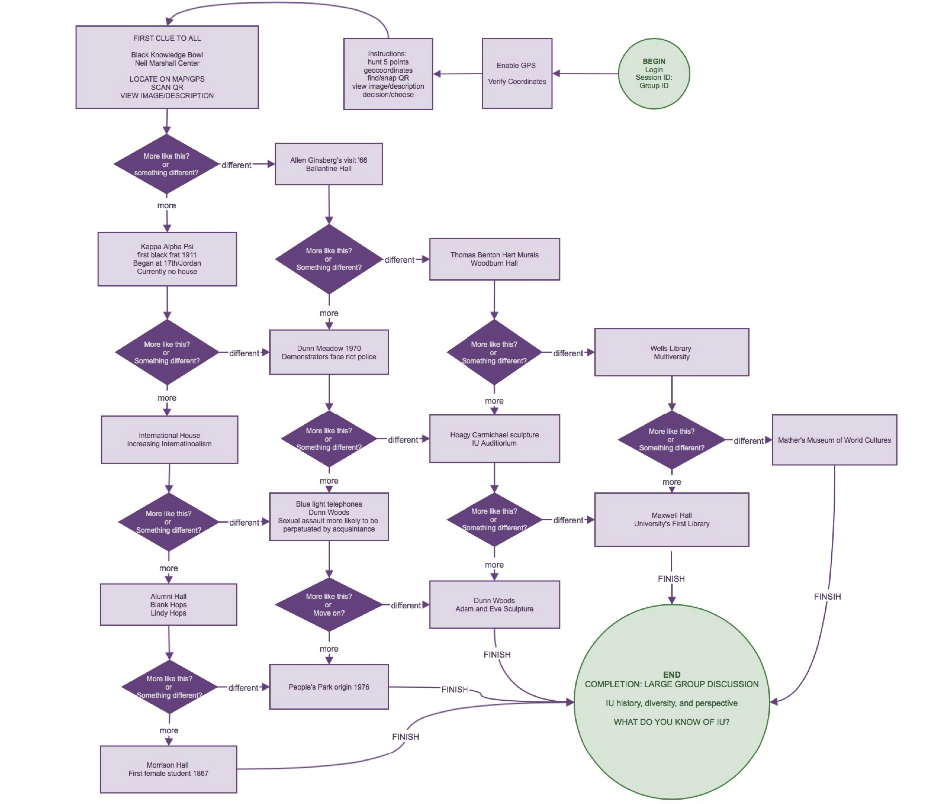 FIRST CLUE TO ALL
Black Knowledge Bowl
Neil Marshall Center
LOCATE ON MAP/GPS
SCAN QR
VIEW IMAGE/DESCRIPTION
Instructions:
hunt 5 points
geocoordinates
find/snap QR
view image/description
decision/choose
Enable GPS
Verify Coordinates
BEGIN
Login
Session ID:
Group ID
More like this?
or
something different?
different
Allen Ginsberg's visit '66
Ballantine Hall
more
Kappa Alpha Psi
first black frat 1911
Began at 17th/Jordan
Currently no house
More like this?
or
Something different?
different
Thomas Benton Hart Murals
Woodburn Hall
more
More like this?
or
Something different?
different
Dunn Meadow 1970
Demonstrators face riot police
More like this?
or
Something different?
different
Wells Library
Multiversity
more
more
International House
Increasing Internatinoalism
More like this?
or
Something different?
different
Hoagy Carmichael sculpture
IU Auditiorium
More like this?
or
Something different?
different
Mather's Museum of World Cultures
more
more
More like this?
or
Something different?
different
Blue light telephones
Dunn Woods
Sexual assault more likely to be
perpetuated by acquaintance
More like this?
or
Something different?
different
Maxwell Hall
University's First Library
more
more
FINISH
Alumni Hall
Blank Hops
Lindy Hops
More like this?
or
Move on?
different
Dunn Woods
Adam and Eve Sculpture
FINSIH
more
FINISH
More like this?
or
Something different?
different
People's Park origin 1976
FINISH
END
COMPLETION: LARGE GROUP DISCUSSION
IU history, diversity, and perspective
WHAT DO YOU KNOW OF IU?
more
FINISH
Morrison Hall
First female student 1867